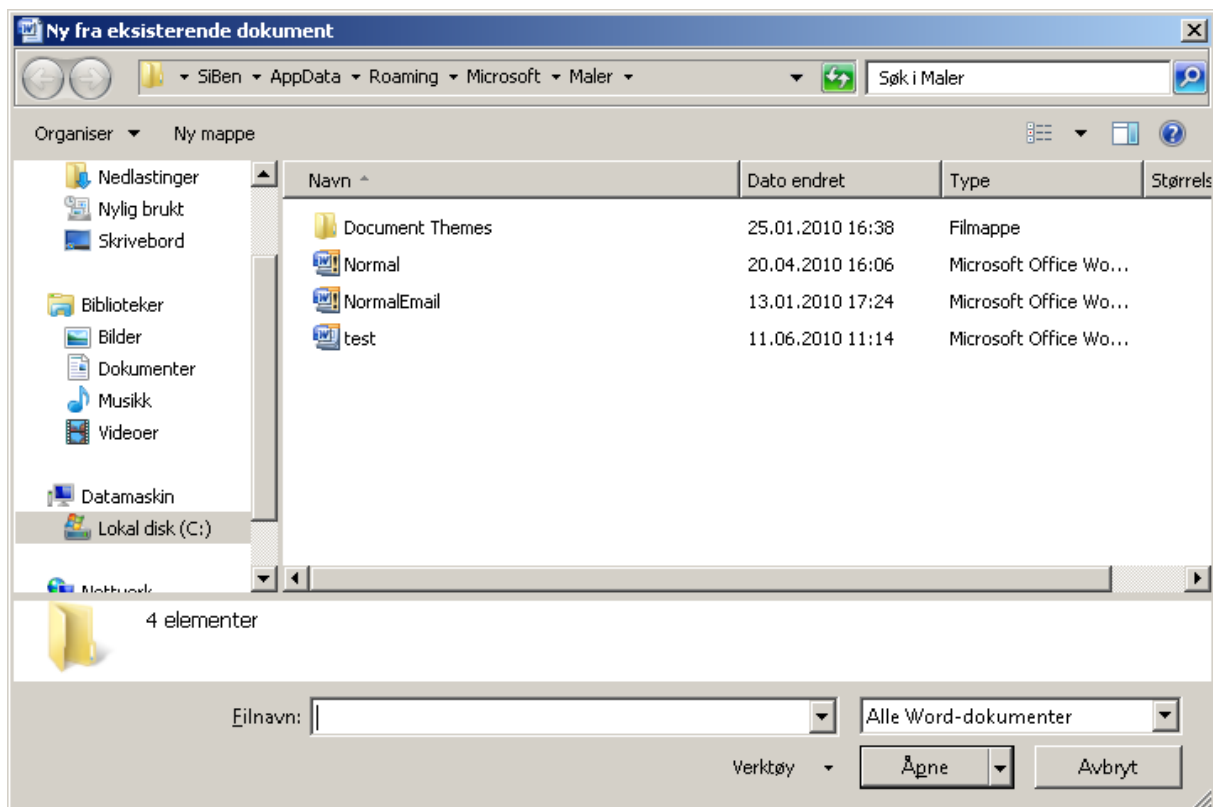 Ny fra eksisterende dokument
SiBen AppData Roaming Microsoft Maler
Søk i Maler
Organiser Ny mappe
Nedlastinger
Nylig brukt
Skrivebord
Biblioteker
Bilder
Dokumenter
Musikk
Videoer
Datamaskin
Lokal disk (C:)
Nettverk
Navn Dato endret Type Størrels
Document Themes 25.01.2010 16:38 Filmappe
Normal 20.04.2010 16:06 Microsoft Office Wo...
NormalEmail 13.01.2010 17:24 Microsoft Office Wo...
test 11.06.2010 11:14 Microsoft Office Wo...
4 elementer
Filnavn:
Alle Word-dokumenter
Verktøy Åpne Avbryt